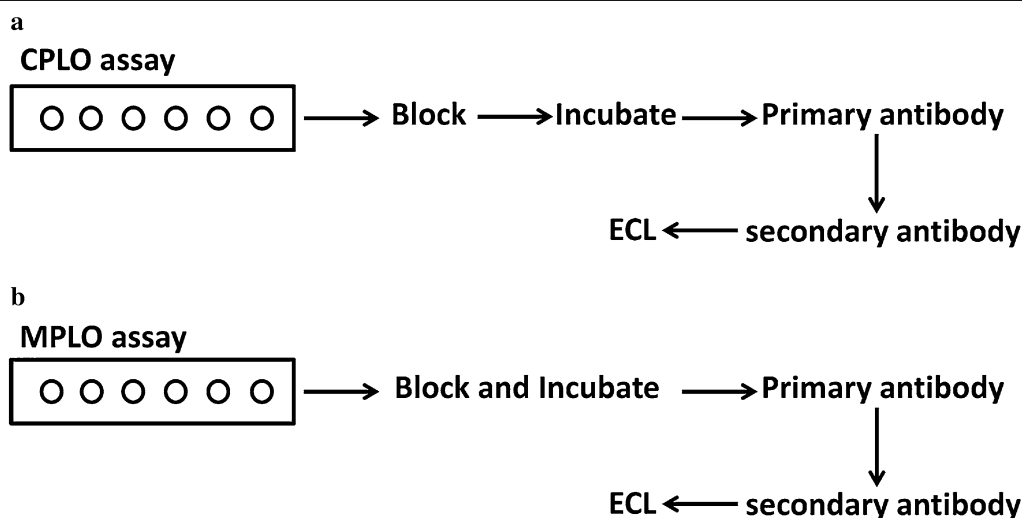 a
CPLO assay
Block Incubate Primary antibody
ECL secondary antibody
b
MPLO assay
Block and Incubate Primary antibody
ECL secondary antibody